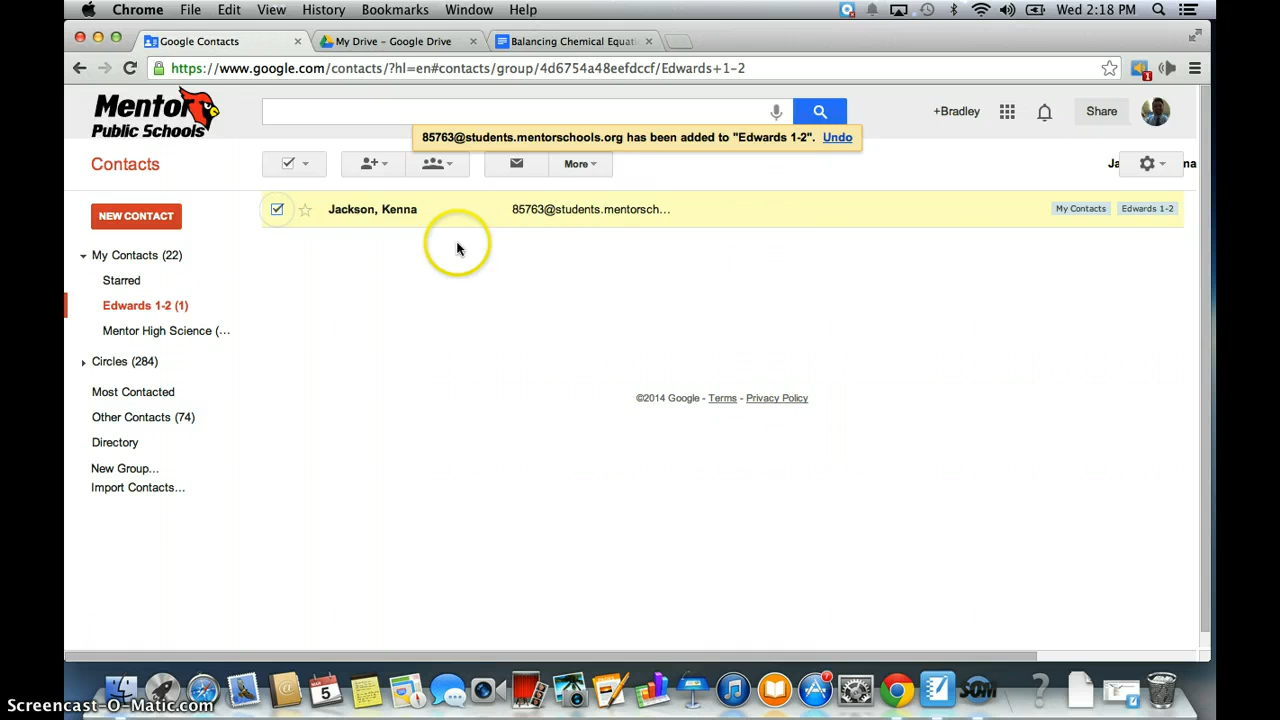 Chrome File Edit View History Bookmarks Window Help Wed 2:18 PM
Google Contacts × My Drive – Google Drive × Balancing Chemical Equati ×
https://www.google.com/contacts/?hl=en#contacts/group/4d6754a48eefdccf/Edwards+1-2 1
Mentor
Public Schools
+Bradley Share
85763@students.mentorschools.org has been added to "Edwards 1-2". Undo
Contacts More
NEW CONTACT
Jackson, Kenna 85763@students.mentorsch... My Contacts Edwards 1-2
My Contacts (22)
Starred
Edwards 1-2 (1)
Mentor High Science (...
Circles (284)
Most Contacted
Other Contacts (74)
Directory
New Group...
Import Contacts...
©2014 Google - Terms - Privacy Policy
5 7 SOM
Screencast-O-Matic.com